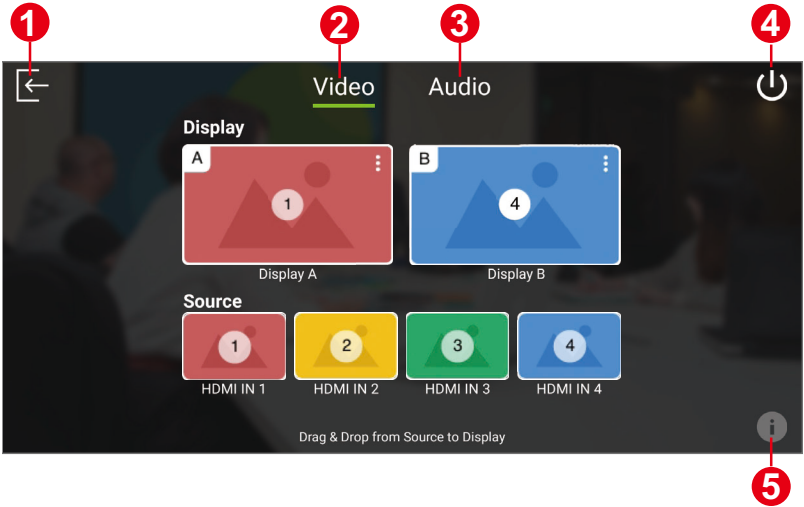 1
2
3
4
Video
Audio
Display
A
1
B
4
Display A
Display B
Source
1
2
3
4
HDMI IN 1
HDMI IN 2
HDMI IN 3
HDMI IN 4
Drag & Drop from Source to Display
i
5